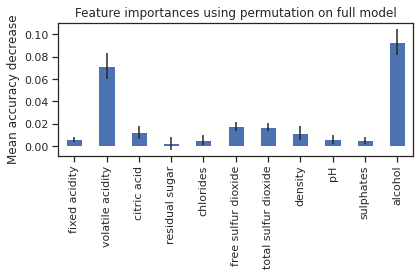 Feature importances using permutation on full model
Mean accuracy decrease
0.10
0.08
0.06
0.04
0.02
0.00
fixed acidity
volatile acidity
citric acid
residual sugar
chlorides
free sulfur dioxide
total sulfur dioxide
density
pH
sulphates
alcohol